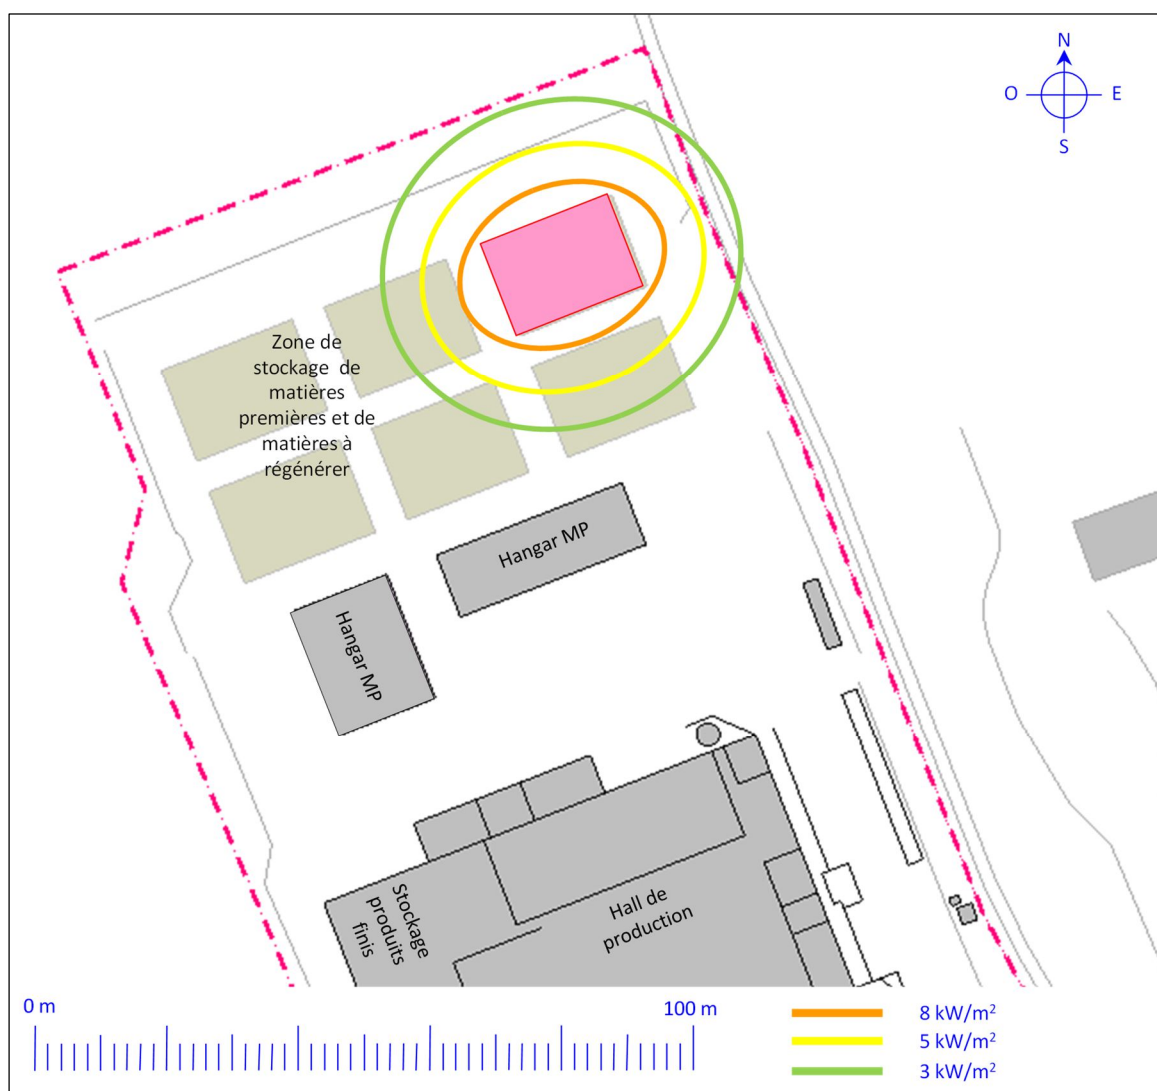 N
O
E
S
Zone de
stockage de
matières
premières et de
matières à
régénérer
Hangar MP
Hangar MP
Stockage
produits
finis
Hall de
production
0 m
100 m
8 kW/m²
5 kW/m²
3 kW/m²